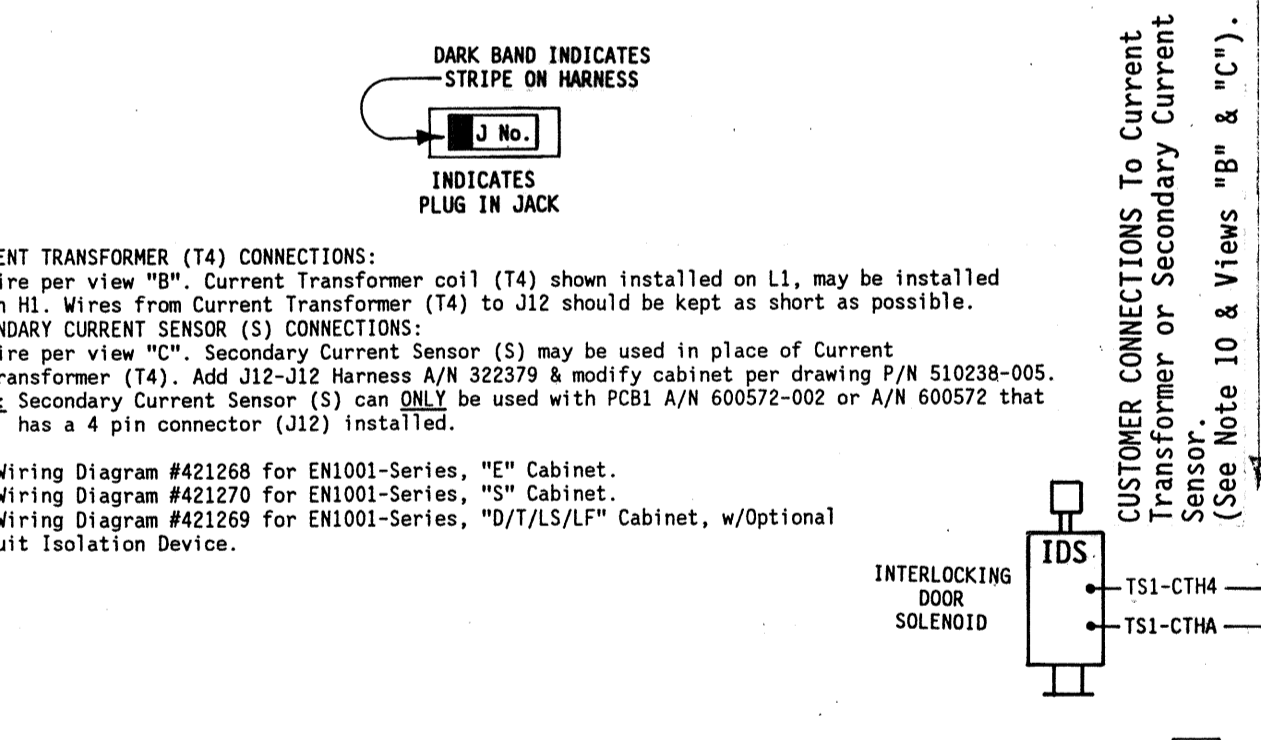 DARK BAND INDICATES
STRIPE ON HARNESS
J No.
INDICATES
PLUG IN JACK
ENT TRANSFORMER (T4) CONNECTIONS:
ire per view "B". Current Transformer coil (T4) shown installed on L1, may be installed
n H1. Wires from Current Transformer (T4) to J12 should be kept as short as possible.
NDARY CURRENT SENSOR (S) CONNECTIONS:
ire per view "C". Secondary Current Sensor (S) may be used in place of Current
ransformer (T4). Add J12-J12 Harness A/N 322379 & modify cabinet per drawing P/N 510238-005.
: Secondary Current Sensor (S) can ONLY be used with PCB1 A/N 600572-002 or A/N 600572 that
has a 4 pin connector (J12) installed.
Wiring Diagram #421268 for EN1001-Series, "E" Cabinet.
Wiring Diagram #421270 for EN1001-Series, "S" Cabinet.
Wiring Diagram #421269 for EN1001-Series, "D/T/LS/LF" Cabinet, w/Optional
uit Isolation Device.
INTERLOCKING
DOOR
SOLENOID
IDS
TS1-CTH4
TS1-CTHA
CUSTOMER CONNECTIONS To Current
Transformer or Secondary Current
Sensor.
(See Note 10 & Views "B" & "C").